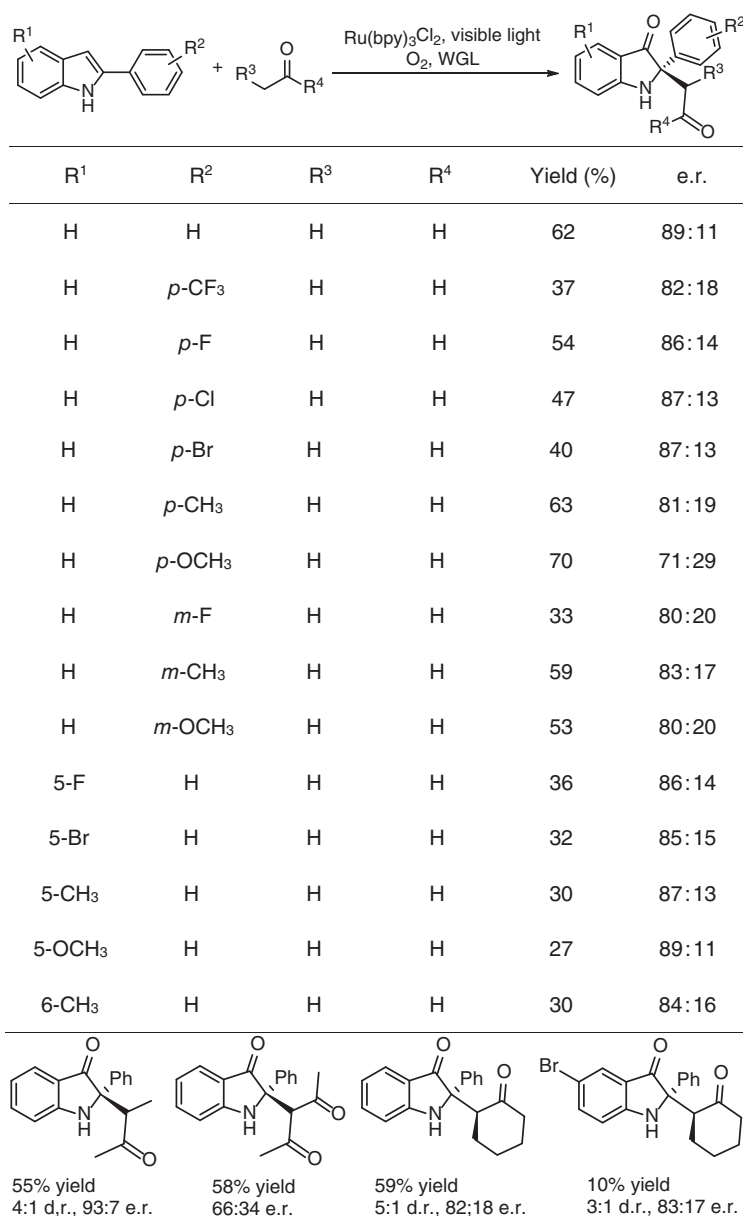 R¹
R²
N
H
+
R³
O
R⁴
Ru(bpy)₃Cl₂, visible light
O₂, WGL
R¹
O
R²
N
H
R³
R⁴
O
R¹ R² R³ R⁴ Yield (%) e.r.
H H H H 62 89:11
H p-CF₃ H H 37 82:18
H p-F H H 54 86:14
H p-Cl H H 47 87:13
H p-Br H H 40 87:13
H p-CH₃ H H 63 81:19
H p-OCH₃ H H 70 71:29
H m-F H H 33 80:20
H m-CH₃ H H 59 83:17
H m-OCH₃ H H 53 80:20
5-F H H H 36 86:14
5-Br H H H 32 85:15
5-CH₃ H H H 30 87:13
5-OCH₃ H H H 27 89:11
6-CH₃ H H H 30 84:16
O
Ph
N
H
O
55% yield
4:1 d,r., 93:7 e.r.
O
Ph
N
H
O
O
58% yield
66:34 e.r.
O
Ph
O
N
H
59% yield
5:1 d.r., 82;18 e.r.
Br
O
Ph
O
N
H
10% yield
3:1 d.r., 83:17 e.r.